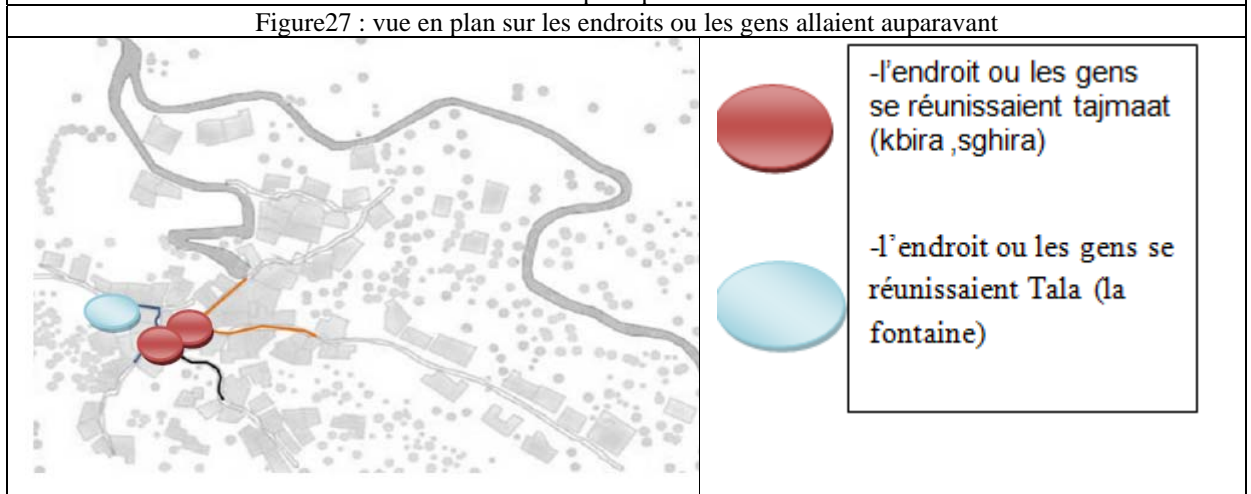 Figure27 : vue en plan sur les endroits ou les gens allaient auparavant
-l'endroit ou les gens
se réunissaient tajmaat
(kbira ,sghira)
-l'endroit ou les gens se
réunissaient Tala (la
fontaine)